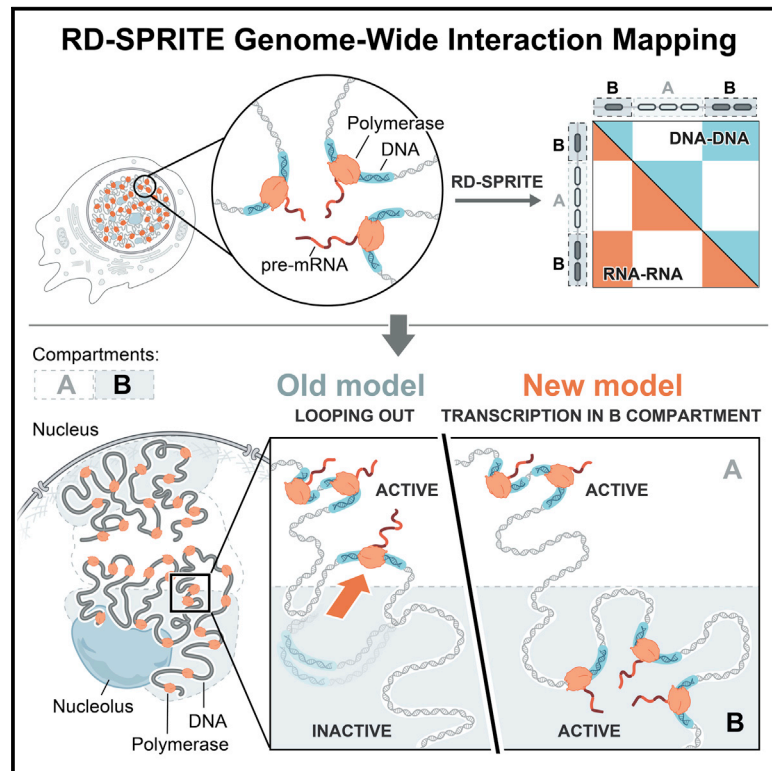 RD-SPRITE Genome-Wide Interaction Mapping
B A B
Polymerase
DNA
pre-mRNA
RD-SPRITE
B
A
B
DNA-DNA
RNA-RNA
Compartments:
A B
Nucleus
Nucleolus
DNA
Polymerase
Old model
LOOPING OUT
ACTIVE
INACTIVE
New model
TRANSCRIPTION IN B COMPARTMENT
A
ACTIVE
ACTIVE
B